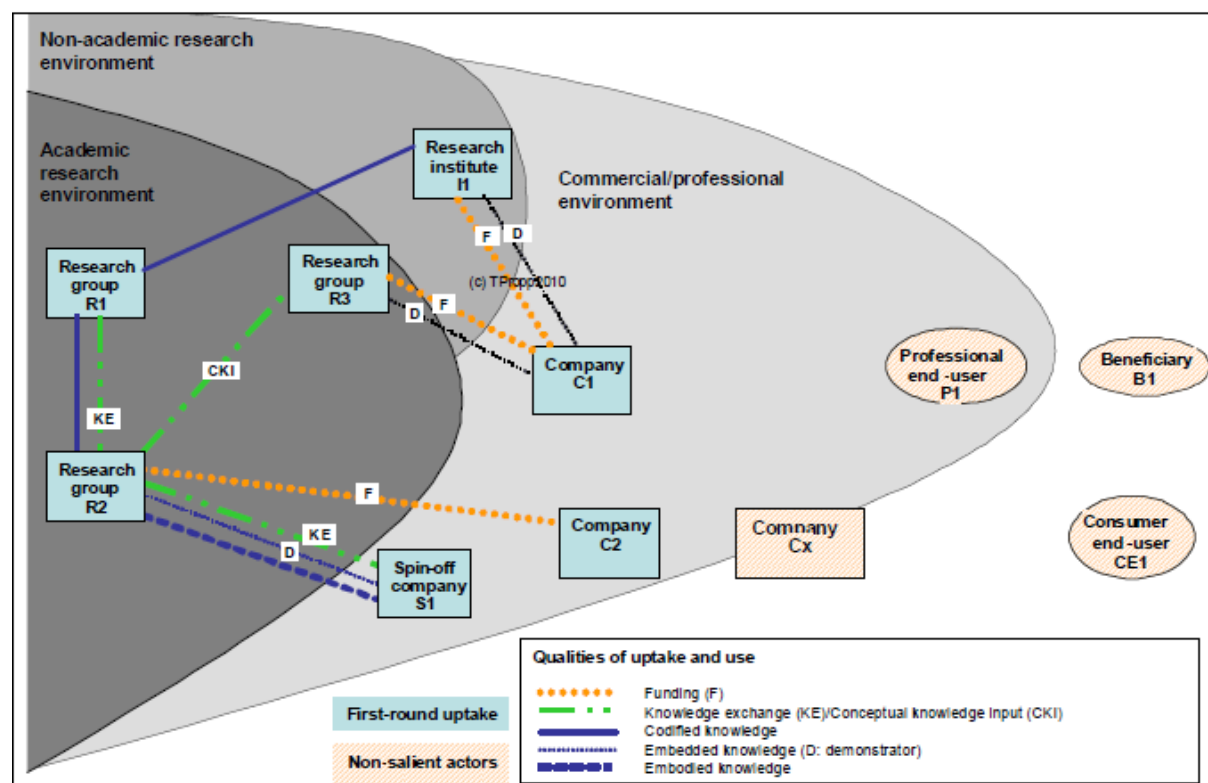 Non-academic research
environment
Academic
research
environment
Research
institute
I1
Commercial/professional
environment
F
D
(c) TPropp2010
Research
group
R1
Research
group
R3
F
D
Company
C1
Professional
end -user
P1
Beneficiary
B1
CKI
KE
Research
group
R2
F
KE
D
Company
C2
Company
Cx
Consumer
end -user
CE1
Spin-off
company
S1
Qualities of uptake and use
Funding (F)
Knowledge exchange (KE)/Conceptual knowledge input (CKI)
Codified knowledge
Embedded knowledge (D: demonstrator)
Embodied knowledge
First-round uptake
Non-salient actors